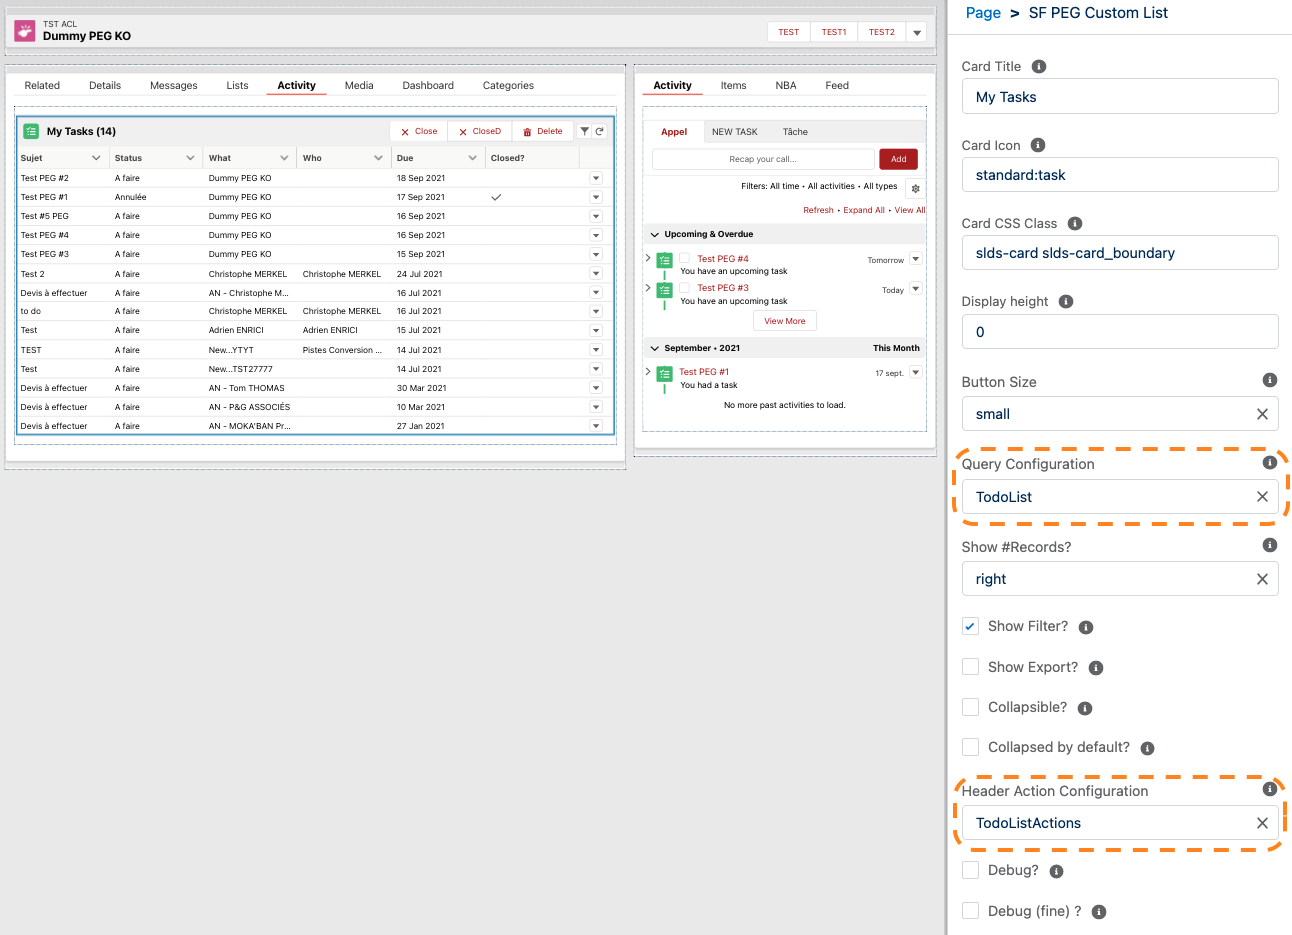 TST ACL
Dummy PEG KO
TEST TEST1 TEST2
Related Details Messages Lists Activity Media Dashboard Categories
My Tasks (14) Close CloseD Delete
Sujet Status What Who Due Closed?
Test PEG #2 A faire Dummy PEG KO 18 Sep 2021
Test PEG #1 Annulée Dummy PEG KO 17 Sep 2021
Test #5 PEG A faire Dummy PEG KO 16 Sep 2021
Test PEG #4 A faire Dummy PEG KO 16 Sep 2021
Test PEG #3 A faire Dummy PEG KO 15 Sep 2021
Test 2 A faire Christophe MERKEL Christophe MERKEL 24 Jul 2021
Devis à effectuer A faire AN - Christophe M... 16 Jul 2021
to do A faire Christophe MERKEL Christophe MERKEL 16 Jul 2021
Test A faire Adrien ENRICI Adrien ENRICI 15 Jul 2021
TEST A faire New...YTYT Pistes Conversion ... 14 Jul 2021
Test A faire New...TST27777 14 Jul 2021
Devis à effectuer A faire AN - Tom THOMAS 30 Mar 2021
Devis à effectuer A faire AN - P&G ASSOCIÉS 10 Mar 2021
Devis à effectuer A faire AN - MOKA'BAN Pr... 27 Jan 2021
Activity Items NBA Feed
Appel NEW TASK Tâche
Recap your call... Add
Filters: All time • All activities • All types
Refresh • Expand All • View All
Upcoming & Overdue
Test PEG #4 Tomorrow
You have an upcoming task
Test PEG #3 Today
You have an upcoming task
View More
September • 2021 This Month
Test PEG #1 17 sept.
You had a task
No more past activities to load.
Page > SF PEG Custom List
Card Title
My Tasks
Card Icon
standard:task
Card CSS Class
slds-card slds-card_boundary
Display height
0
Button Size
small
Query Configuration
TodoList
Show #Records?
right
Show Filter?
Show Export?
Collapsible?
Collapsed by default?
Header Action Configuration
TodoListActions
Debug?
Debug (fine) ?